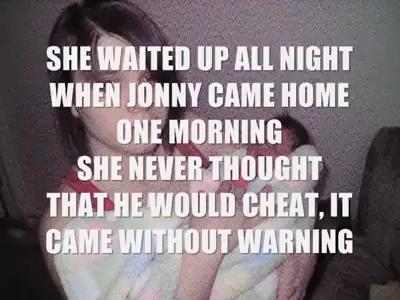 SHE WAITED UP ALL NIGHT
WHEN JONNY CAME HOME
ONE MORNING
SHE NEVER THOUGHT
THAT HE WOULD CHEAT, IT
CAME WITHOUT WARNING